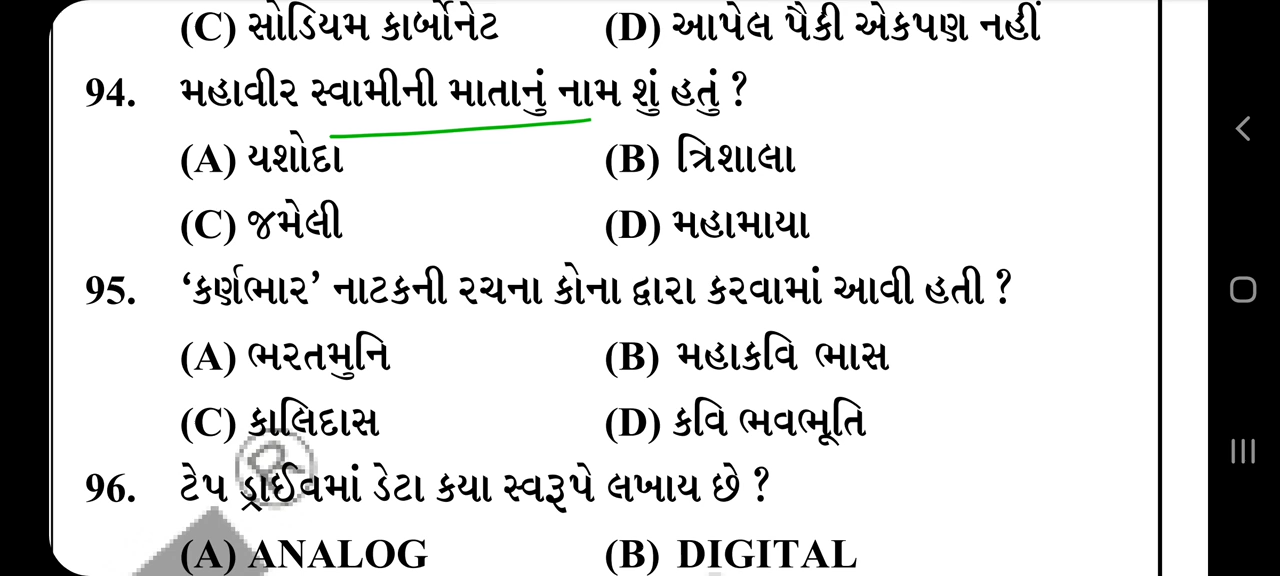 (C) સોડિયમ કાર્બોનેટ (D) આપેલ પૈકી એકપણ નહીં
94. મહાવીર સ્વામીની માતાનું નામ શું હતું ?
(A) યશોદા (B) ત્રિશાલા
(C) જમેલી (D) મહામાયા
95. ‘કર્ણભાર’ નાટકની રચના કોના દ્વારા કરવામાં આવી હતી ?
(A) ભરતમુનિ (B) મહાકવિ ભાસ
(C) કાલિદાસ (D) કવિ ભવભૂતિ
96. ટેપ ડ્રાઈવમાં ડેટા કયા સ્વરૂપે લખાય છે ?
(A) ANALOG (B) DIGITAL